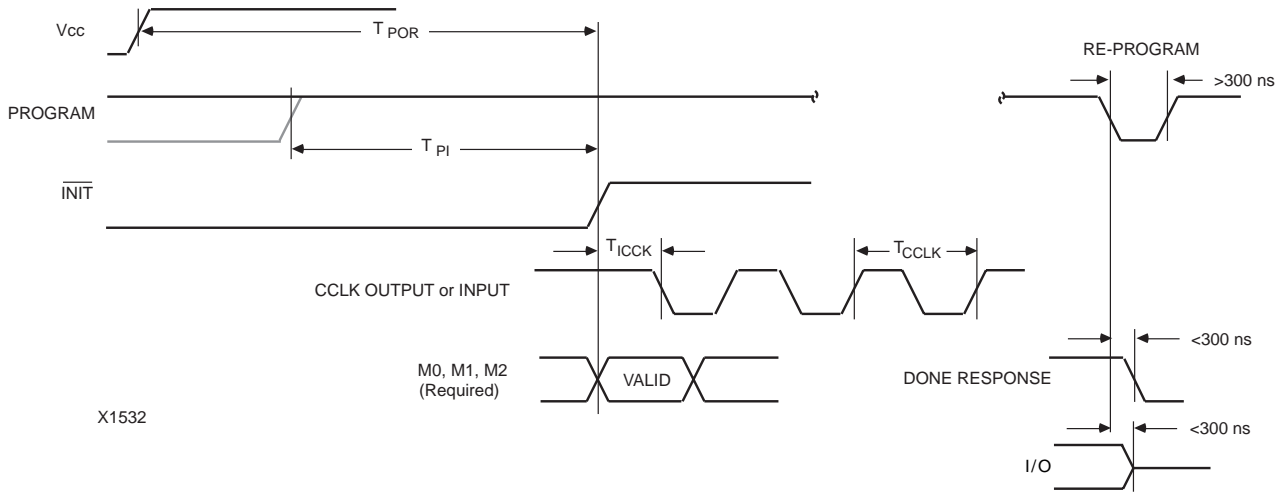 Vcc
T POR
RE-PROGRAM
>300 ns
PROGRAM
T PI
INIT
T ICCK
T CCLK
CCLK OUTPUT or INPUT
<300 ns
M0, M1, M2
(Required)
VALID
DONE RESPONSE
X1532
<300 ns
I/O